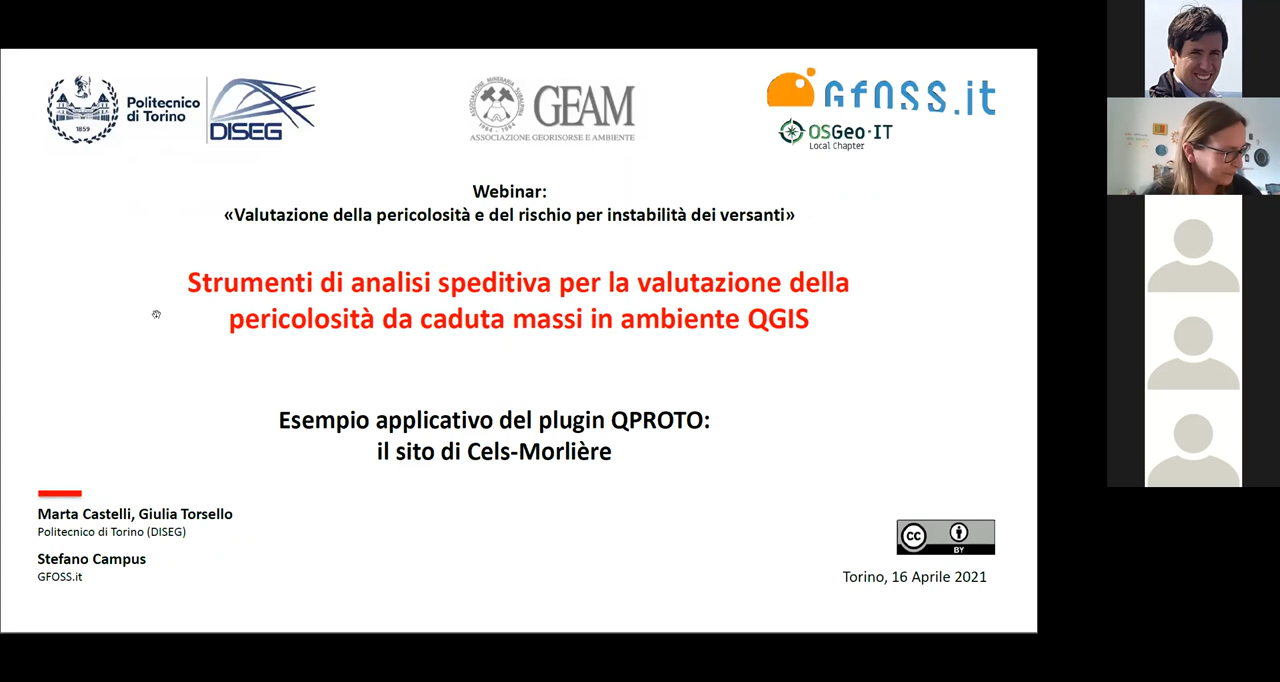 Politecnico
di Torino
1859
DISEG
GEAM
ASSOCIAZIONE GEORISORSE E AMBIENTE
GFOSS.it
OSGeo·IT
Local Chapter
Webinar:
«Valutazione della pericolosità e del rischio per instabilità dei versanti»
Strumenti di analisi speditiva per la valutazione della
pericolosità da caduta massi in ambiente QGIS
Esempio applicativo del plugin QPROTO:
il sito di Cels-Morlière
Marta Castelli, Giulia Torsello
Politecnico di Torino (DISEG)
Stefano Campus
GFOSS.it
cc
BY
Torino, 16 Aprile 2021